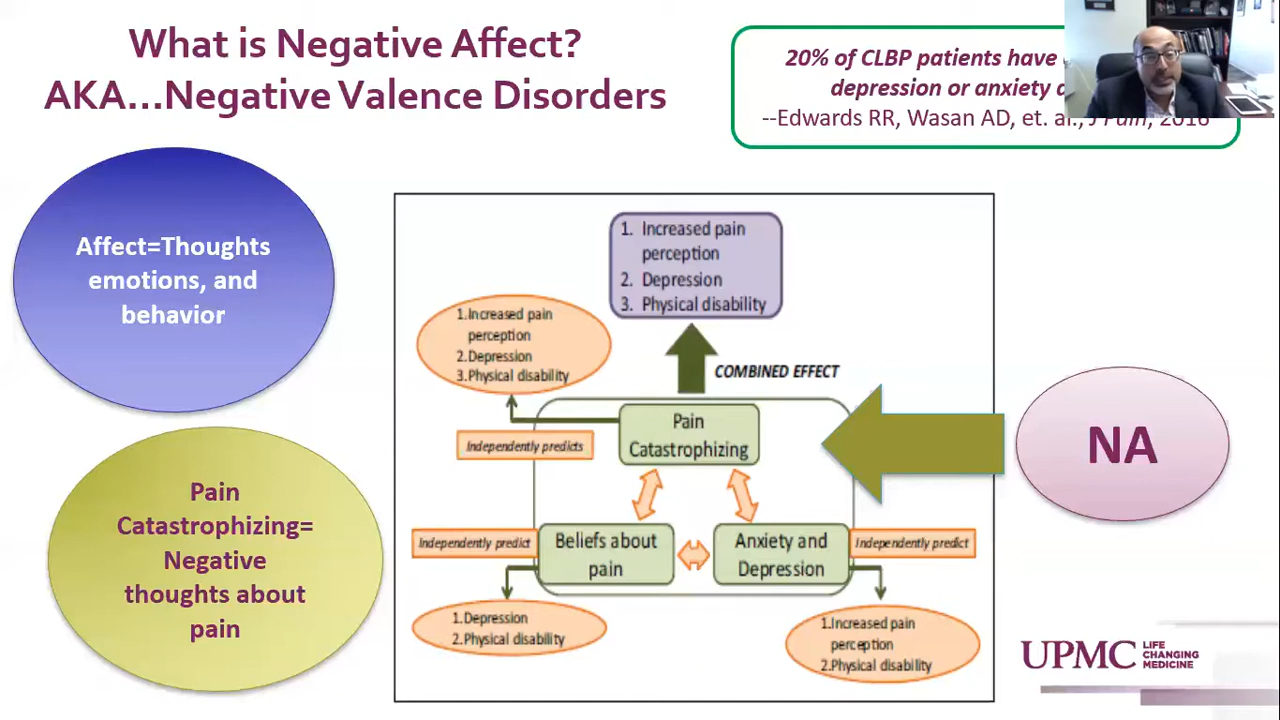 What is Negative Affect?
AKA...Negative Valence Disorders
20% of CLBP patients have
depression or anxiety
--Edwards RR, Wasan AD, et. al., J Pain, 2016
Affect=Thoughts
emotions, and
behavior
Pain
Catastrophizing=
Negative
thoughts about
pain
1. Increased pain
perception
2. Depression
3. Physical disability
1.Increased pain
perception
2.Depression
3.Physical disability
COMBINED EFFECT
Independently predicts
Pain
Catastrophizing
NA
Independently predict
Beliefs about
pain
Anxiety and
Depression
Independently predict
1.Depression
2.Physical disability
1.Increased pain
perception
2.Physical disability
UPMC
LIFE
CHANGING
MEDICINE